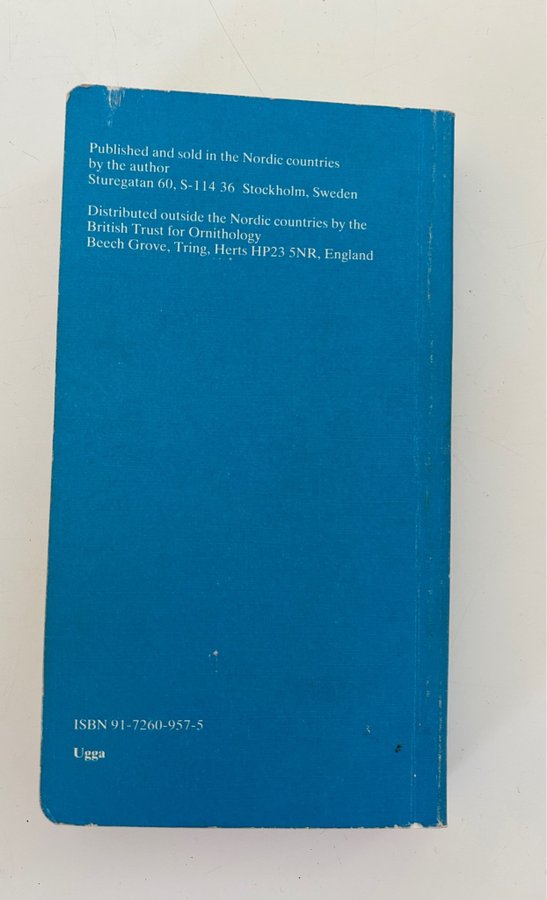 Published and sold in the Nordic countries
by the author
Sturegatan 60, S-114 36 Stockholm, Sweden
Distributed outside the Nordic countries by the
British Trust for Ornithology
Beech Grove, Tring, Herts HP23 5NR, England
ISBN 91-7260-957-5
Ugga